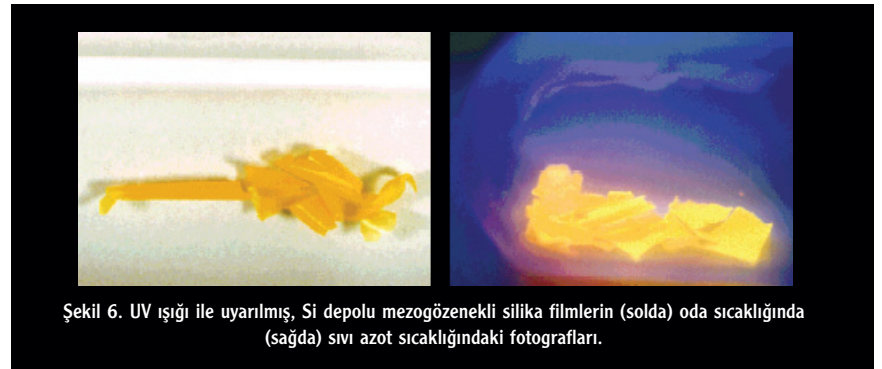 Şekil 6. UV ışığı ile uyarılmış, Si depolu mezogözenekli silika filmlerin (solda) oda sıcaklığında
(sağda) sıvı azot sıcaklığındaki fotografları.